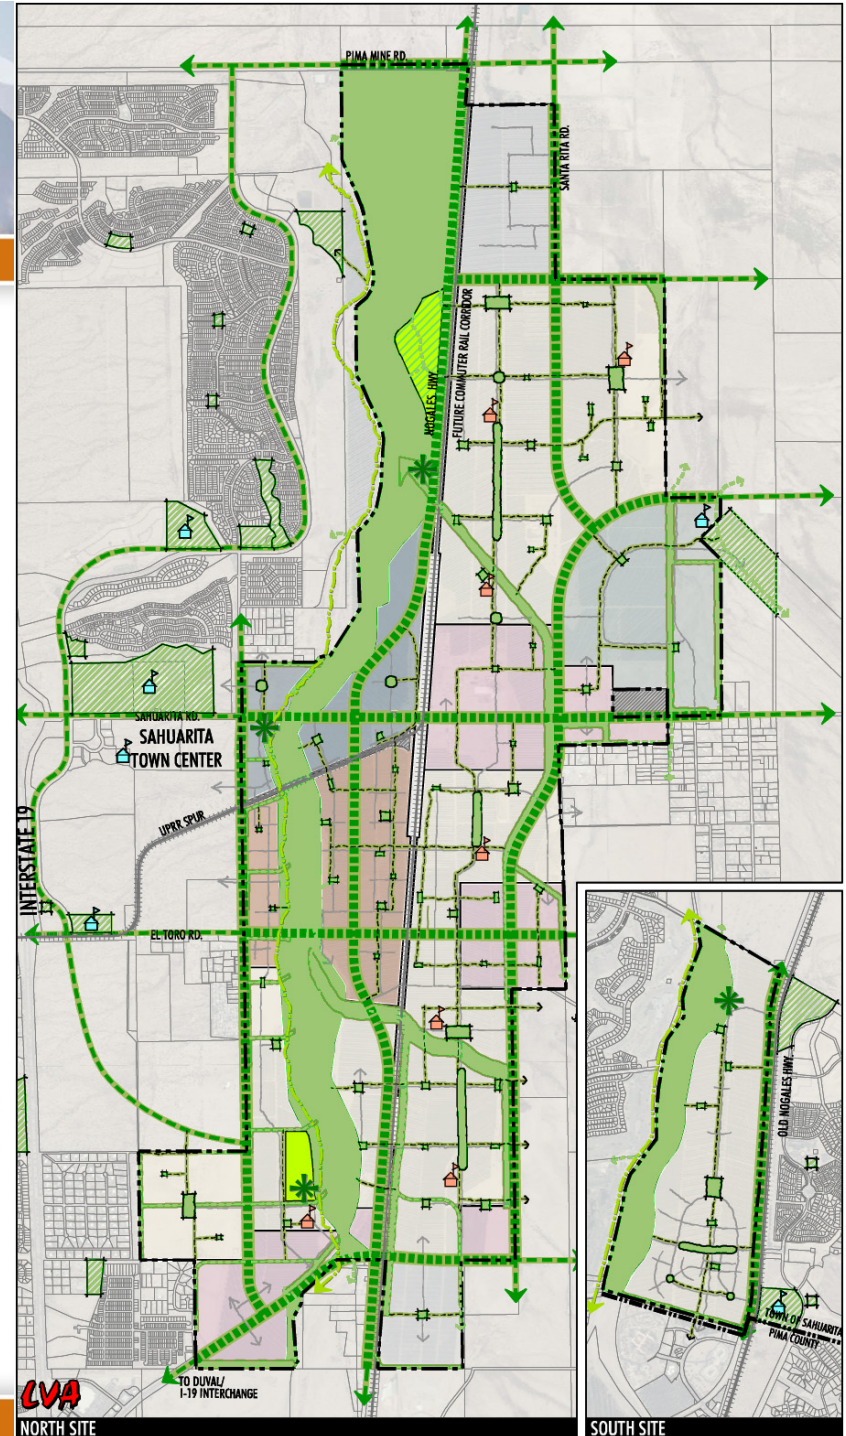 PIMA MINE RD.
SANTA RITA RD.
NOGALES HWY.
FUTURE COMMUTER RAIL CORRIDOR
SAHUARITA RD.
SAHUARITA
TOWN CENTER
INTERSTATE 19
UPRR SPUR
EL TORO RD.
OLD NOGALES HWY.
TOWN OF SAHUARITA
PIMA COUNTY
TO DUVAL/
I-19 INTERCHANGE
LVA
NORTH SITE
SOUTH SITE